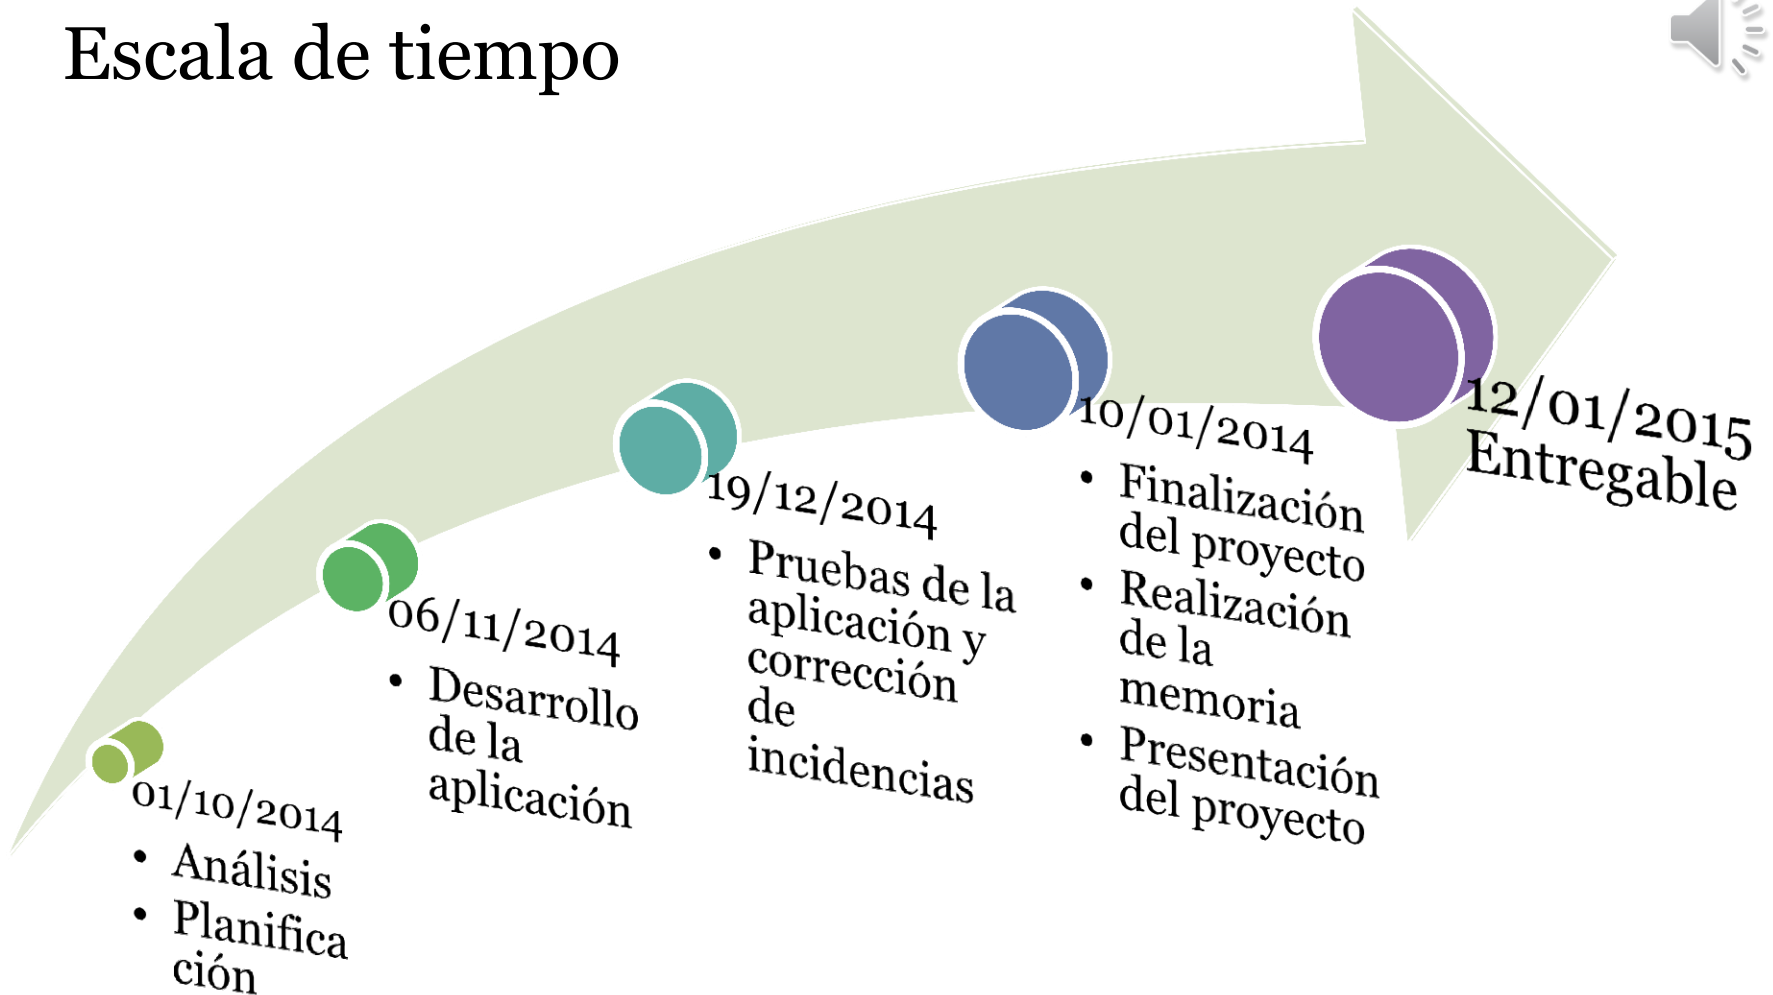 Escala de tiempo
01/10/2014
• Análisis
• Planifica
ción
06/11/2014
• Desarrollo
de la
aplicación
19/12/2014
• Pruebas de la
aplicación y
corrección
de
incidencias
10/01/2014
• Finalización
del proyecto
• Realización
de la
memoria
• Presentación
del proyecto
12/01/2015
Entregable